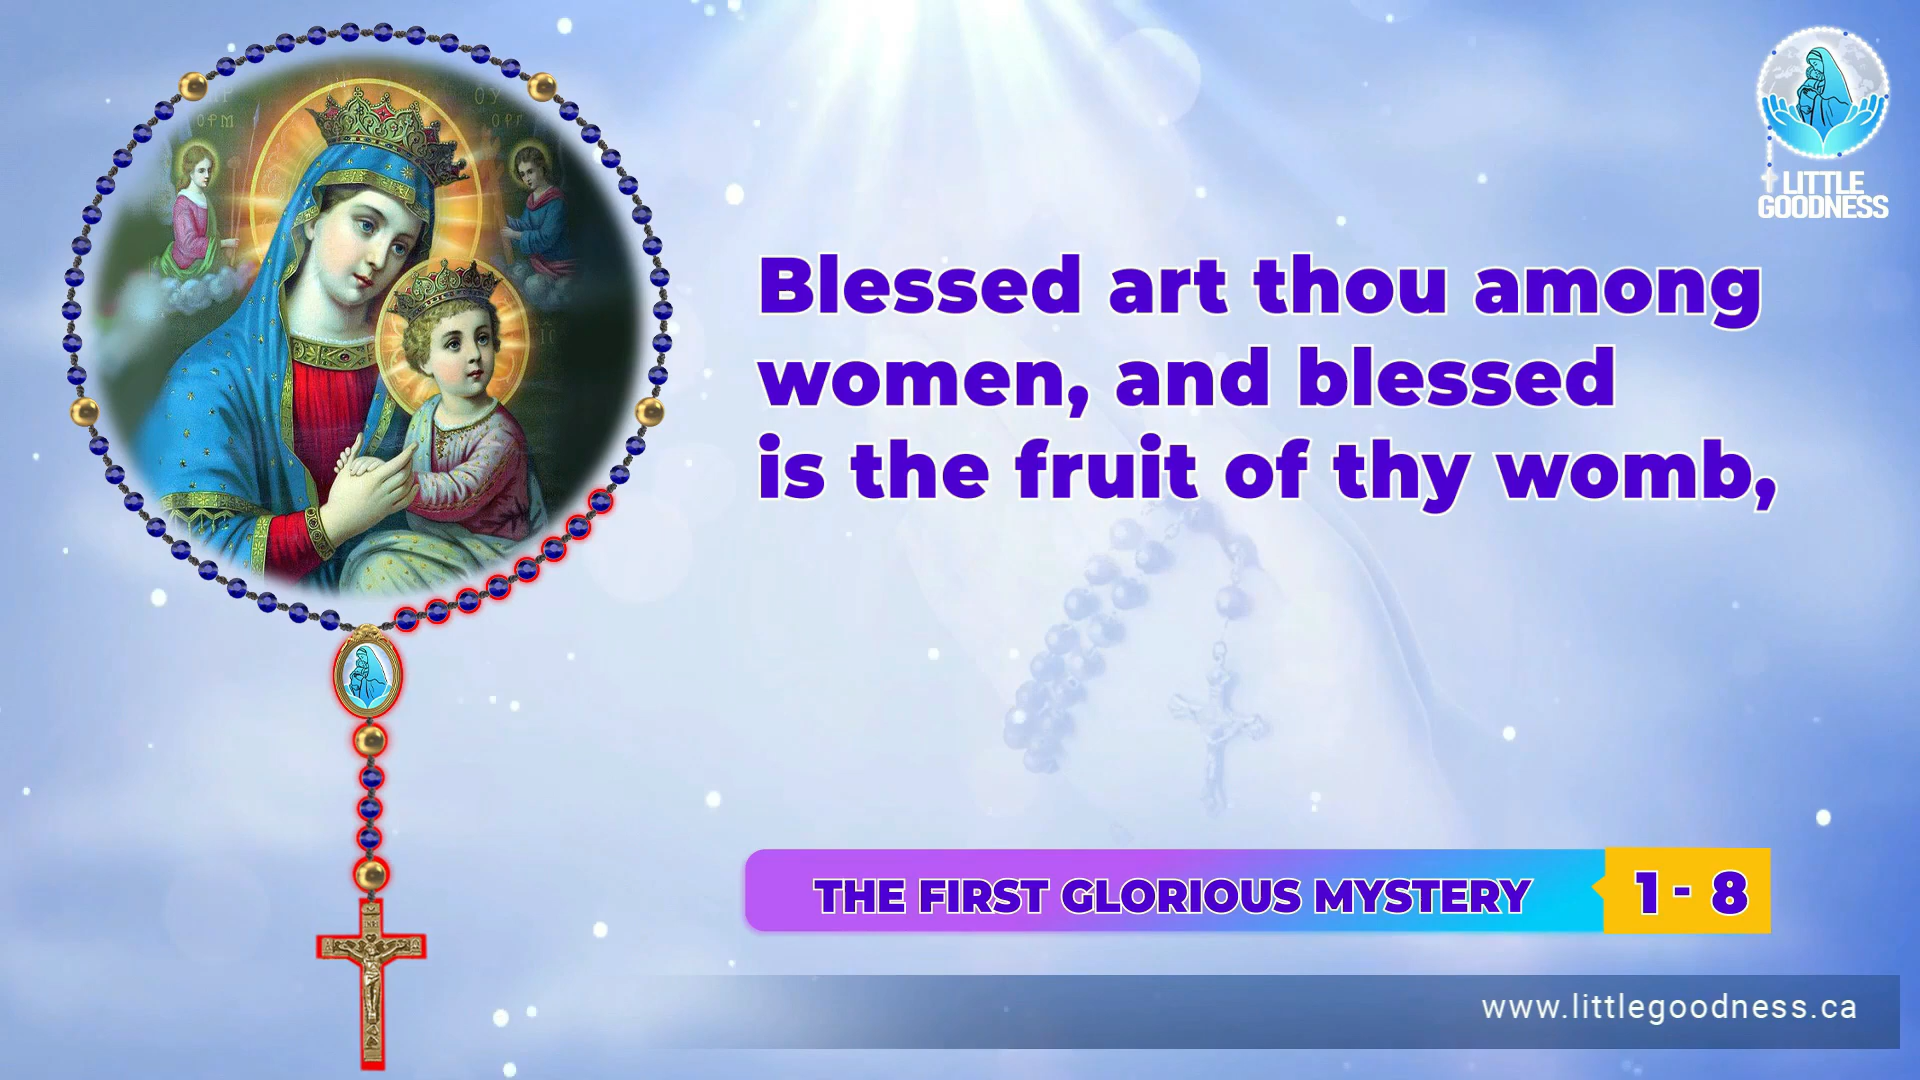 LITTLE
GOODNESS
Blessed art thou among
women, and blessed
is the fruit of thy womb,
THE FIRST GLORIOUS MYSTERY
1 - 8
www.littlegoodness.ca